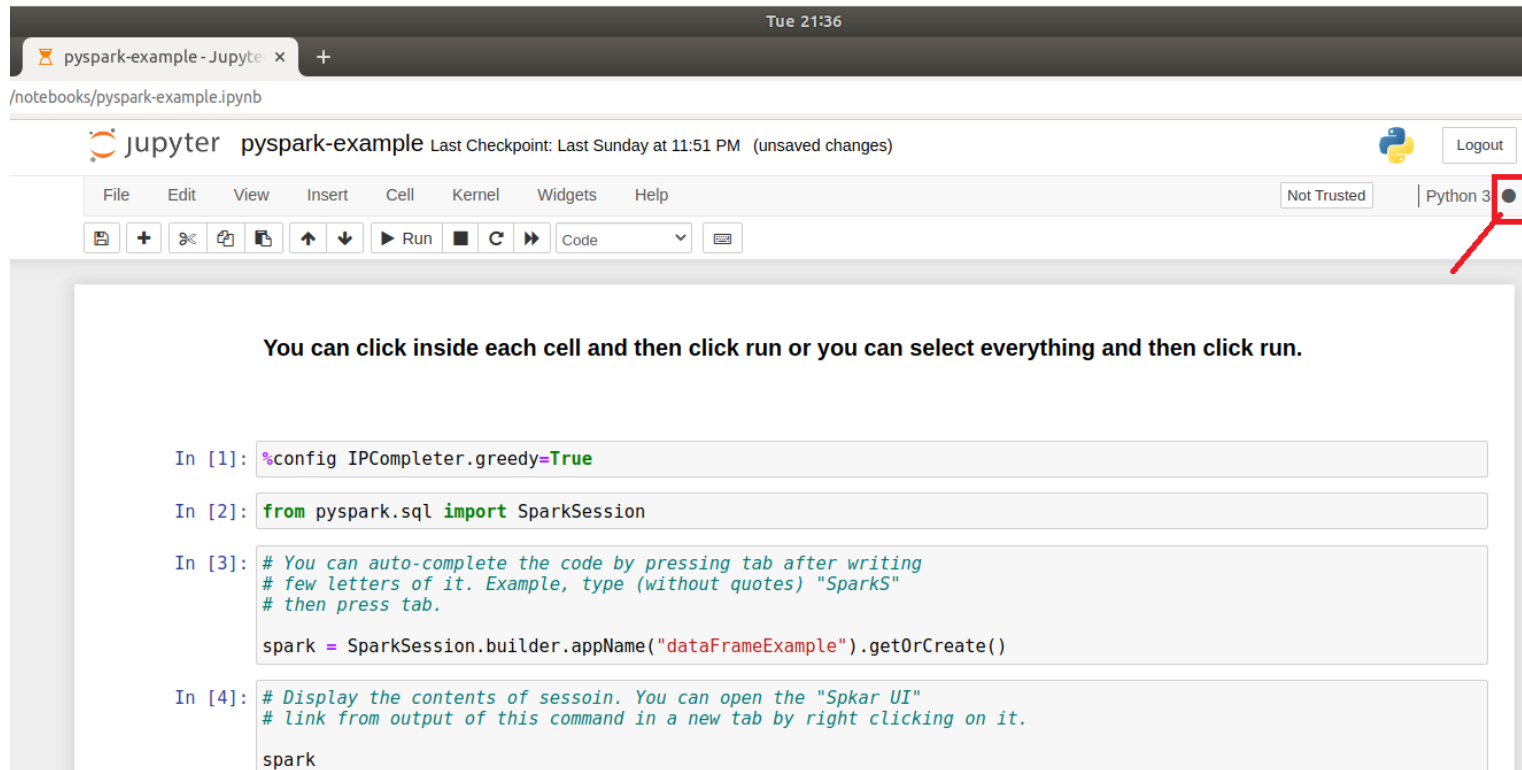 Tue 21:36
pyspark-example - Jupyte
/notebooks/pyspark-example.ipynb
jupyter pyspark-example Last Checkpoint: Last Sunday at 11:51 PM (unsaved changes)
Logout
File Edit View Insert Cell Kernel Widgets Help
Not Trusted
Python 3
Run
Code
You can click inside each cell and then click run or you can select everything and then click run.
In [1]: %config IPCompleter.greedy=True
In [2]: from pyspark.sql import SparkSession
In [3]: # You can auto-complete the code by pressing tab after writing
# few letters of it. Example, type (without quotes) "SparkS"
# then press tab.
spark = SparkSession.builder.appName("dataFrameExample").getOrCreate()
In [4]: # Display the contents of sessoin. You can open the "Spkar UI"
# link from output of this command in a new tab by right clicking on it.
spark